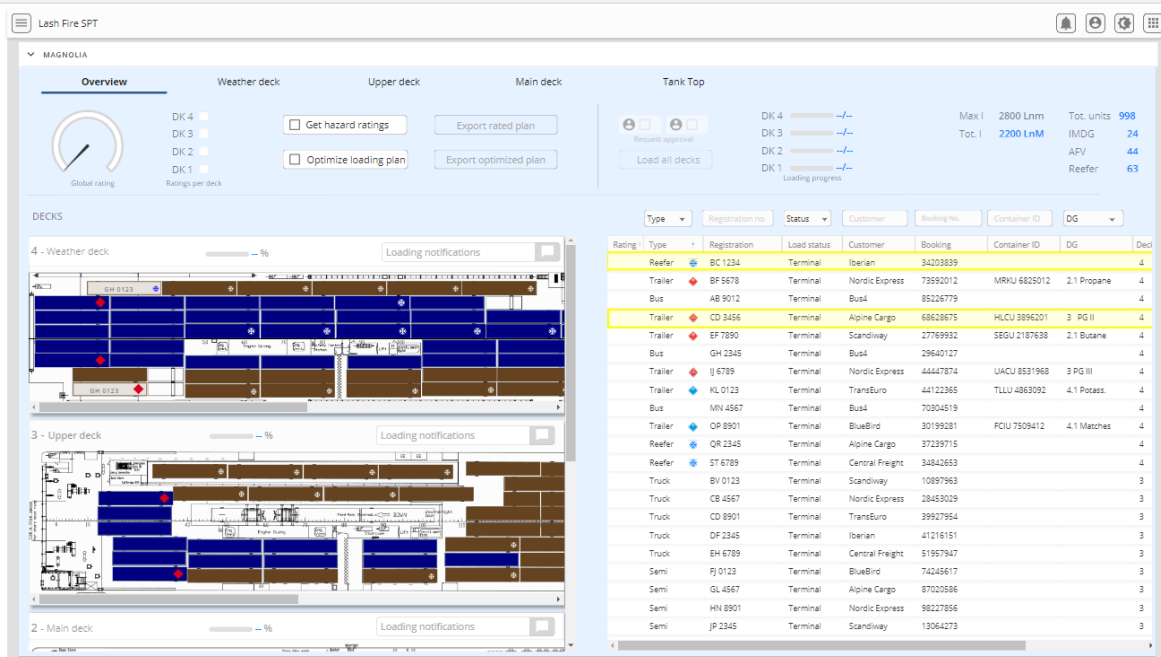 Lash Fire SPT
MAGNOLIA
Overview Weather deck Upper deck Main deck Tank Top
Global rating
DK 4
DK 3
DK 2
DK 1
Ratings per deck
Get hazard ratings
Optimize loading plan
Export rated plan
Export optimized plan
Request approval
Load all decks
DK 4 --/--
DK 3 --/--
DK 2 --/--
DK 1 --/--
Loading progress
Max l 2800 Lnm
Tot. l 2200 LnM
Tot. units 998
IMDG 24
AFV 44
Reefer 63
DECKS
4 - Weather deck -- % Loading notifications
GH 0123
GH 0123
3 - Upper deck -- % Loading notifications
2 - Main deck -- % Loading notifications
Type Registration no. Status Customer Booking No. Container ID DG
Rating Type ↑ Registration Load status Customer Booking Container ID DG Deck
Reefer BC 1234 Terminal Iberian 34203839 4
Trailer BF 5678 Terminal Nordic Express 73592012 MRKU 6825012 2.1 Propane 4
Bus AB 9012 Terminal Bus4 85226779 4
Trailer CD 3456 Terminal Alpine Cargo 68628675 HLCU 3896201 3 PG II 4
Trailer EF 7890 Terminal Scandiway 27769932 SEGU 2187638 2.1 Butane 4
Bus GH 2345 Terminal Bus4 29640127 4
Trailer IJ 6789 Terminal Nordic Express 44447874 UACU 8531968 3 PG III 4
Trailer KL 0123 Terminal TransEuro 44122365 TLLU 4863092 4.1 Potass. 4
Bus MN 4567 Terminal Bus4 70304519 4
Trailer OP 8901 Terminal BlueBird 30199281 FCIU 7509412 4.1 Matches 4
Reefer QR 2345 Terminal Alpine Cargo 37239715 4
Reefer ST 6789 Terminal Central Freight 34842653 4
Truck BV 0123 Terminal Scandiway 10897963 3
Truck CB 4567 Terminal Nordic Express 28453029 3
Truck CD 8901 Terminal TransEuro 39927954 3
Truck DF 2345 Terminal Iberian 41216151 3
Truck EH 6789 Terminal Central Freight 51957947 3
Semi FJ 0123 Terminal BlueBird 74245617 3
Semi GL 4567 Terminal Alpine Cargo 87020586 3
Semi HN 8901 Terminal Nordic Express 98227856 3
Semi JP 2345 Terminal Scandiway 13064273 3